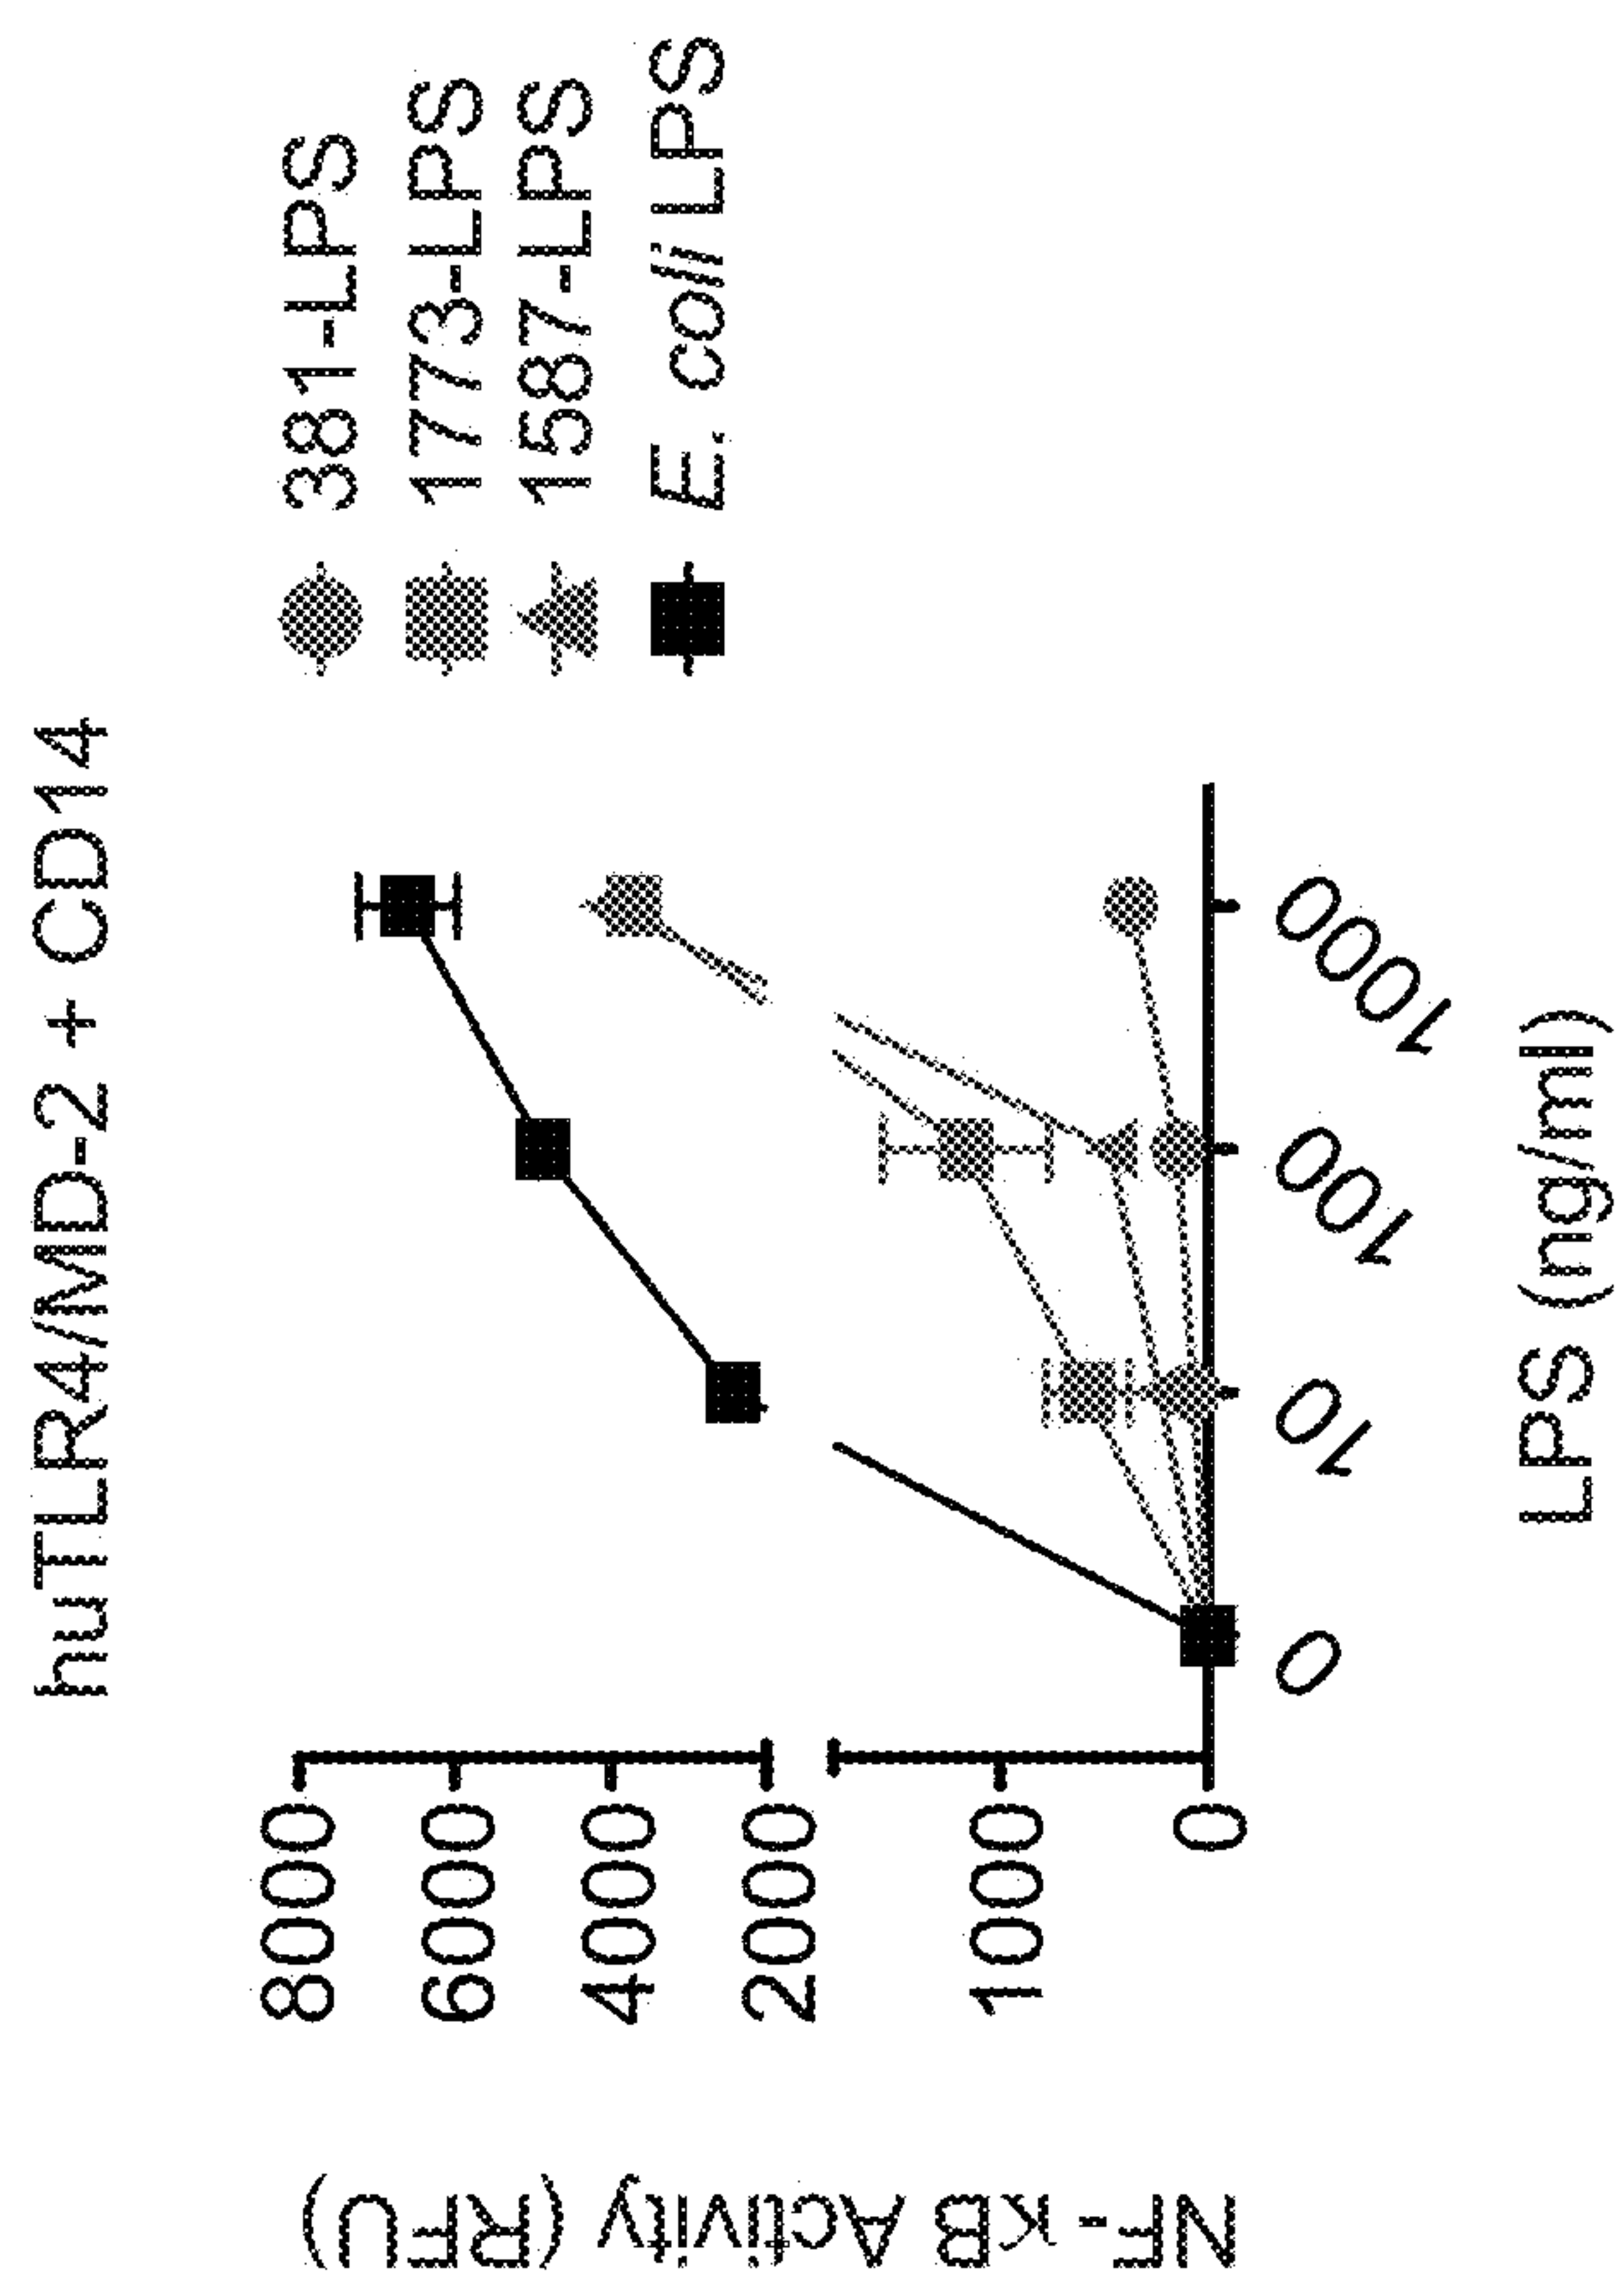 huTLR4/MD-2 + CD14
381-LPS
1773-LPS
1587-LPS
E. coli LPS
NF-κB Activity (RFU)
8000
6000
4000
2000
1000
0
0
10
100
1000
LPS (ng/ml)